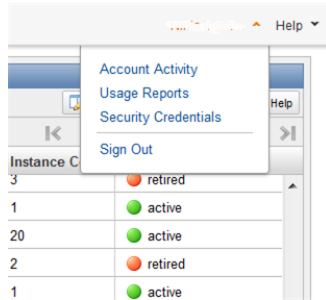 Help
Account Activity
Usage Reports
Security Credentials
Sign Out
Help
Instance C
3 retired
1 active
20 active
2 retired
1 active